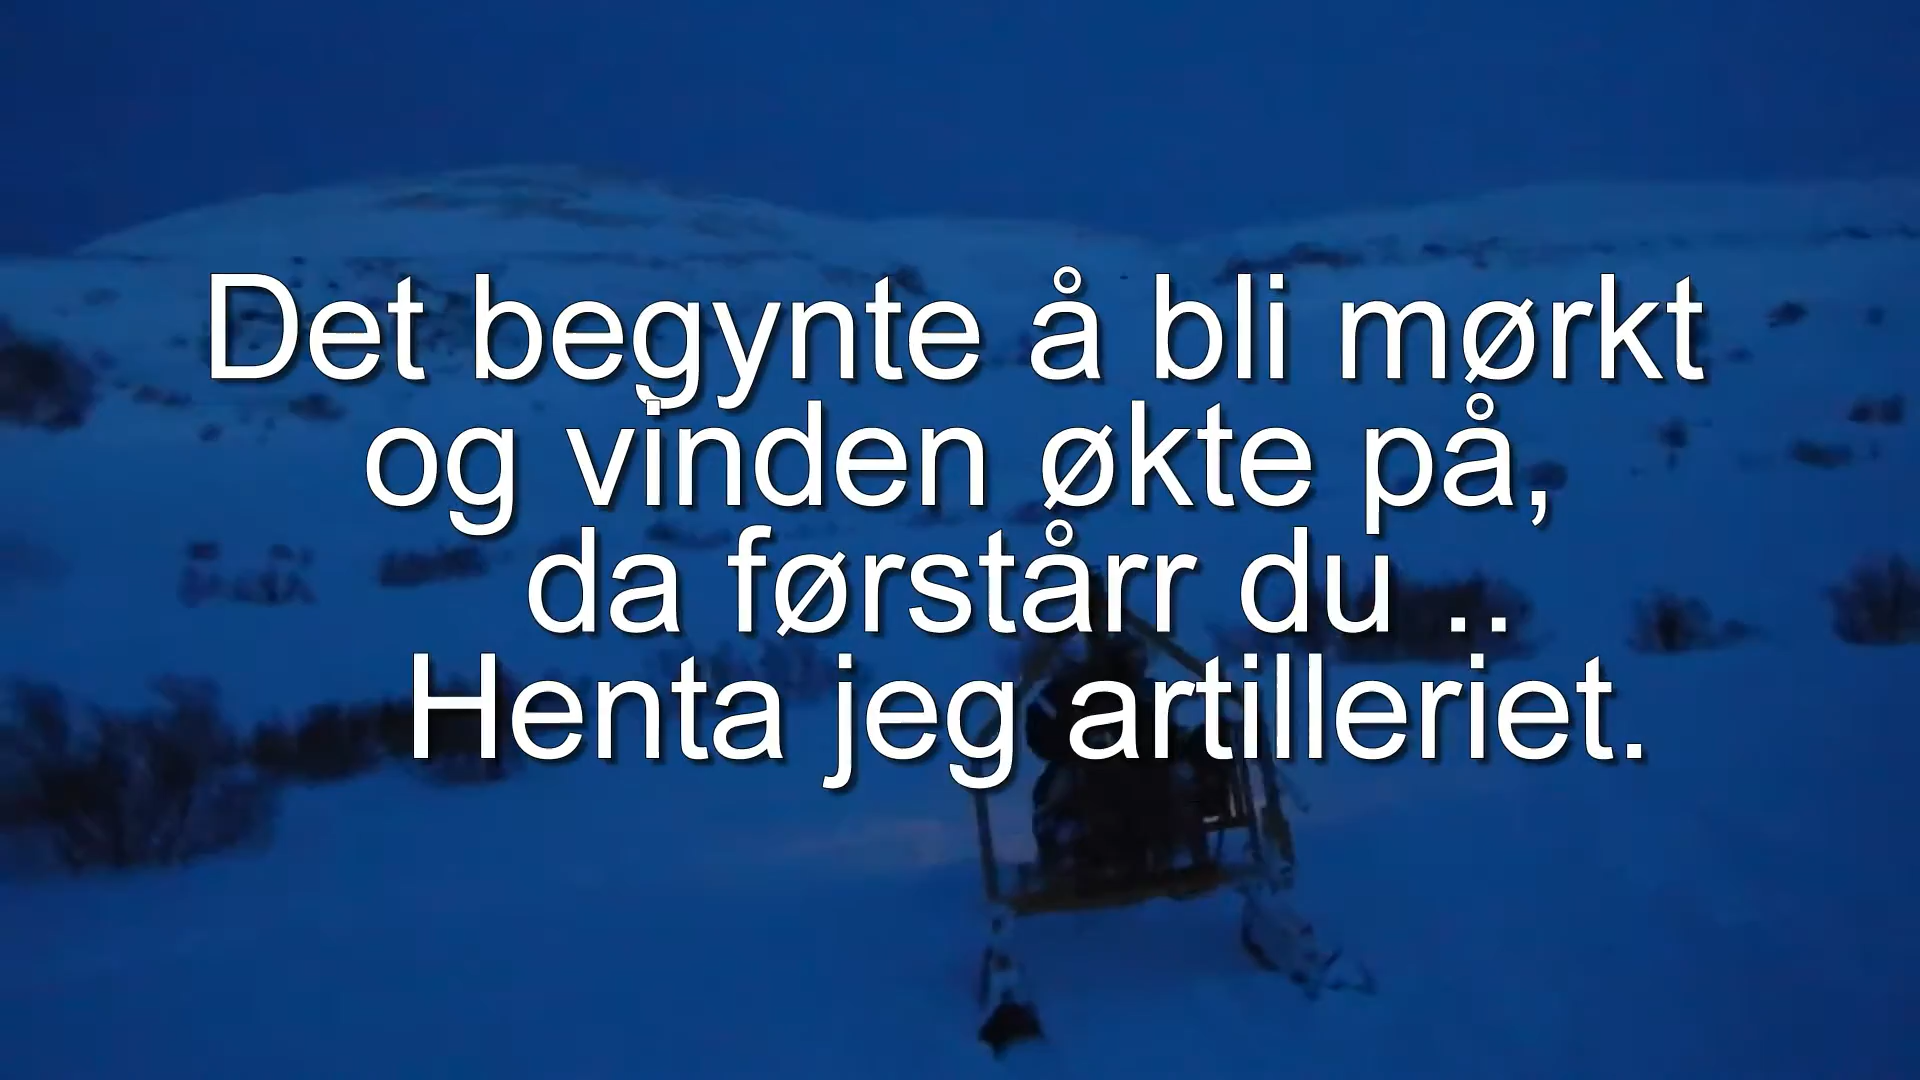 Det begynte å bli mørkt
og vinden økte på,
da førstårr du ..
Henta jeg artilleriet.